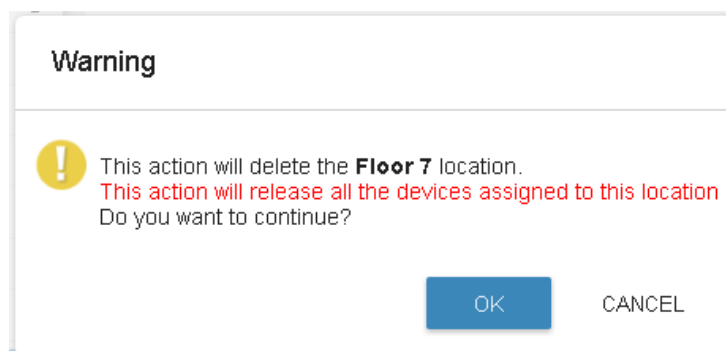 Warning
This action will delete the Floor 7 location.
This action will release all the devices assigned to this location
Do you want to continue?
OK
CANCEL